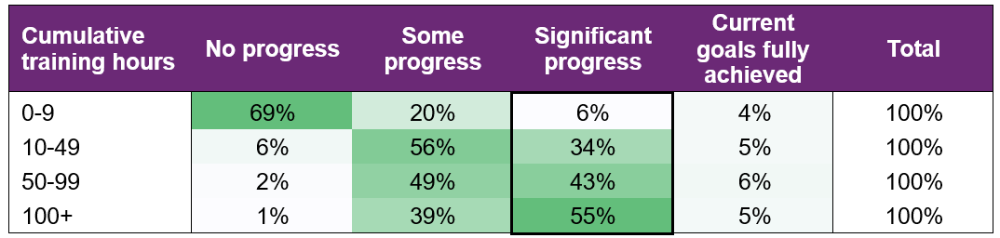 Cumulative training hours No progress Some progress Significant progress Current goals fully achieved Total
0-9 69% 20% 6% 4% 100%
10-49 6% 56% 34% 5% 100%
50-99 2% 49% 43% 6% 100%
100+ 1% 39% 55% 5% 100%